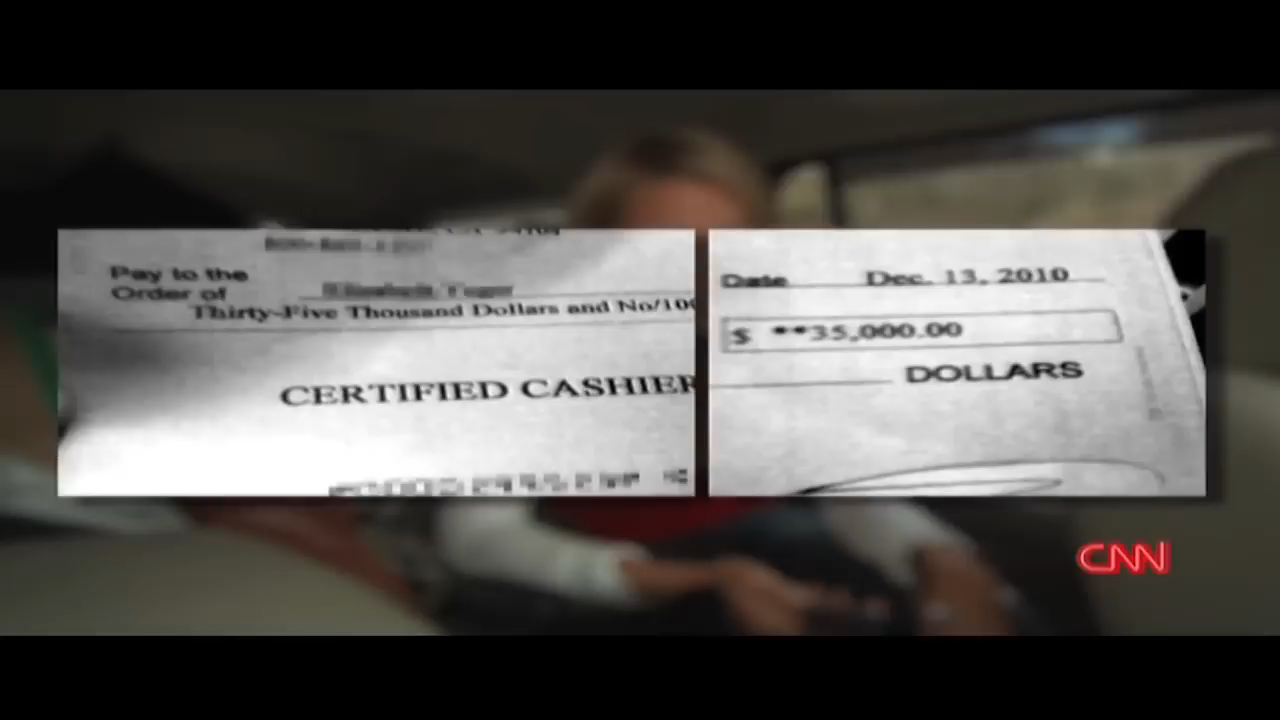 Pay to the
Order of
Thirty-Five Thousand Dollars and No/100
CERTIFIED CASHIER
Date Dec. 13, 2010
$ **35,000.00
DOLLARS
CNN